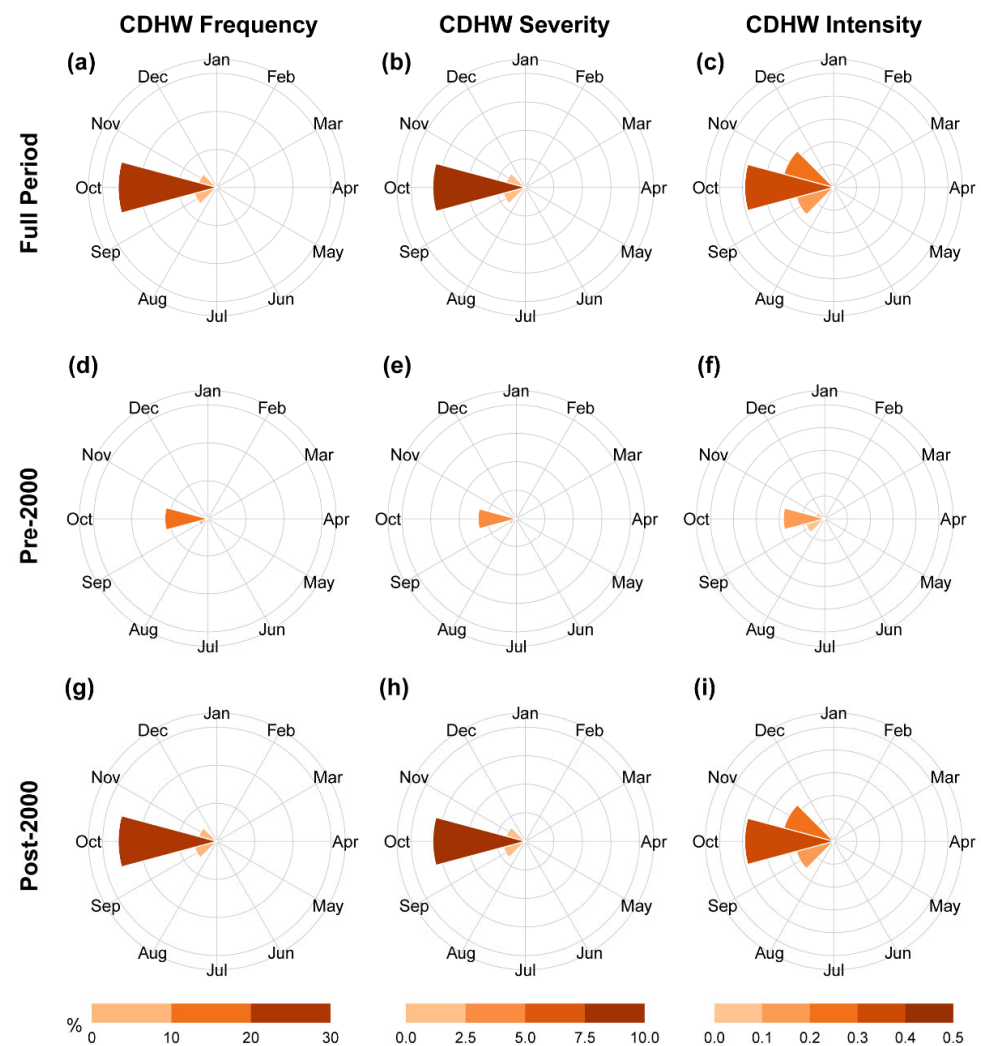 CDHW Frequency CDHW Severity CDHW Intensity
(a) (b) (c)
Full Period
Jan Feb Mar Apr May Jun Jul Aug Sep Oct Nov Dec
Jan Feb Mar Apr May Jun Jul Aug Sep Oct Nov Dec
Jan Feb Mar Apr May Jun Jul Aug Sep Oct Nov Dec
(d) (e) (f)
Pre-2000
Jan Feb Mar Apr May Jun Jul Aug Sep Oct Nov Dec
Jan Feb Mar Apr May Jun Jul Aug Sep Oct Nov Dec
Jan Feb Mar Apr May Jun Jul Aug Sep Oct Nov Dec
(g) (h) (i)
Post-2000
Jan Feb Mar Apr May Jun Jul Aug Sep Oct Nov Dec
Jan Feb Mar Apr May Jun Jul Aug Sep Oct Nov Dec
Jan Feb Mar Apr May Jun Jul Aug Sep Oct Nov Dec
% 0 10 20 30
0.0 2.5 5.0 7.5 10.0
0.0 0.1 0.2 0.3 0.4 0.5